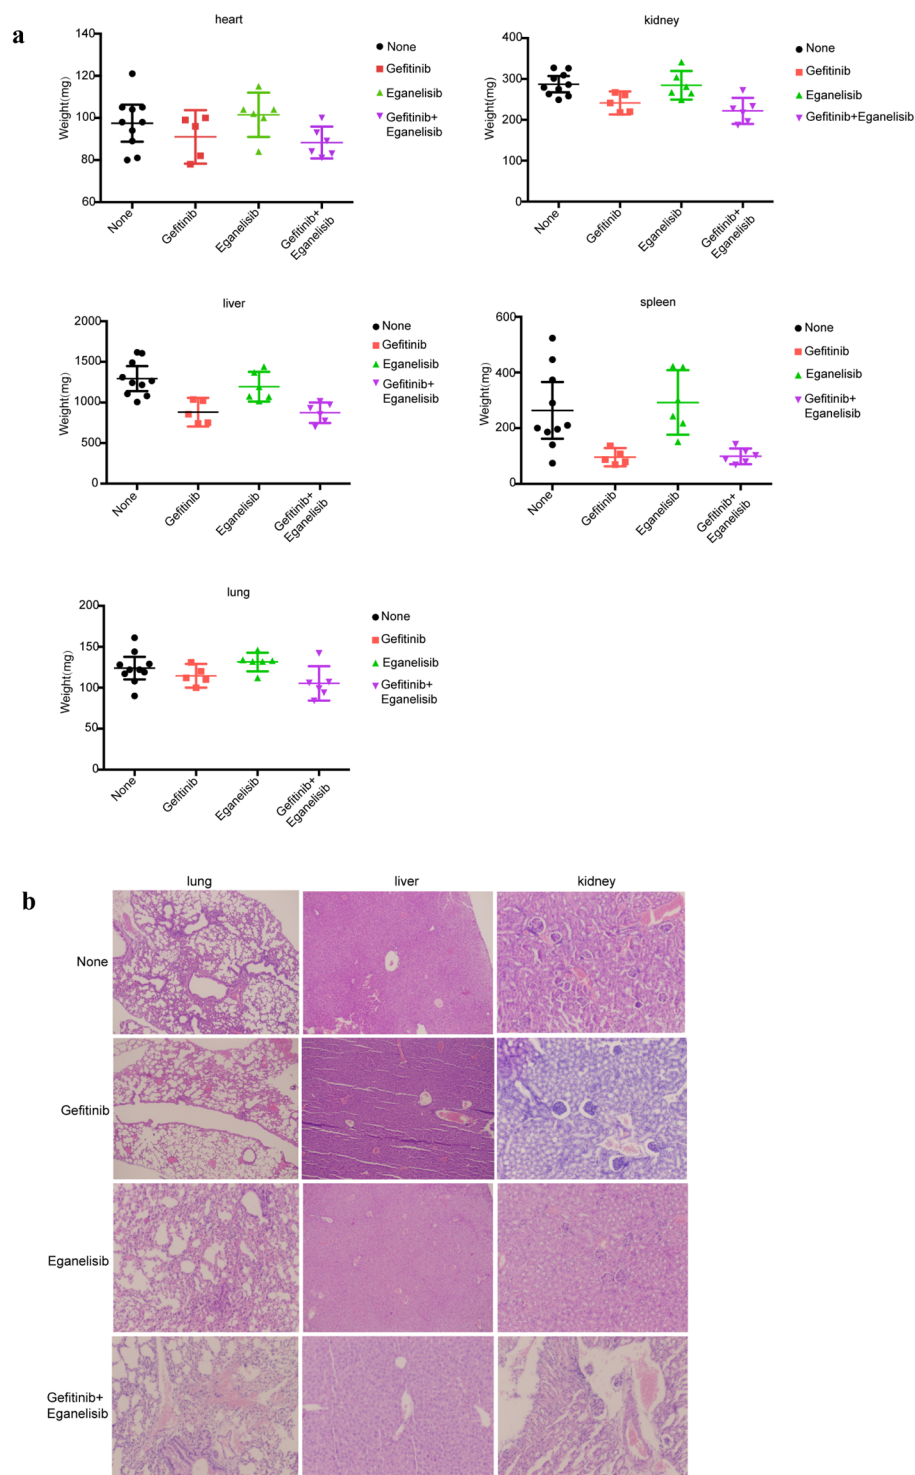 a
heart
Weight(mg)
120
100
80
60
140
None
Gefitinib
Eganelisib
Gefitinib+
Eganelisib
None
Gefitinib
Eganelisib
Gefitinib+
Eganelisib
kidney
Weight(mg)
400
300
200
100
0
None
Gefitinib
Eganelisib
Gefitinib+
Eganelisib
None
Gefitinib
Eganelisib
Gefitinib+Eganelisib
liver
Weight(mg)
2000
1500
1000
500
0
None
Gefitinib
Eganelisib
Gefitinib+
Eganelisib
None
Gefitinib
Eganelisib
Gefitinib+
Eganelisib
spleen
Weight(mg)
600
400
200
0
None
Gefitinib
Eganelisib
Gefitinib+
Eganelisib
None
Gefitinib
Eganelisib
Gefitinib+
Eganelisib
lung
Weight(mg)
200
150
100
50
0
None
Gefitinib
Eganelisib
Gefitinib+
Eganelisib
None
Gefitinib
Eganelisib
Gefitinib+
Eganelisib
b
lung
liver
kidney
None
Gefitinib
Eganelisib
Gefitinib+
Eganelisib